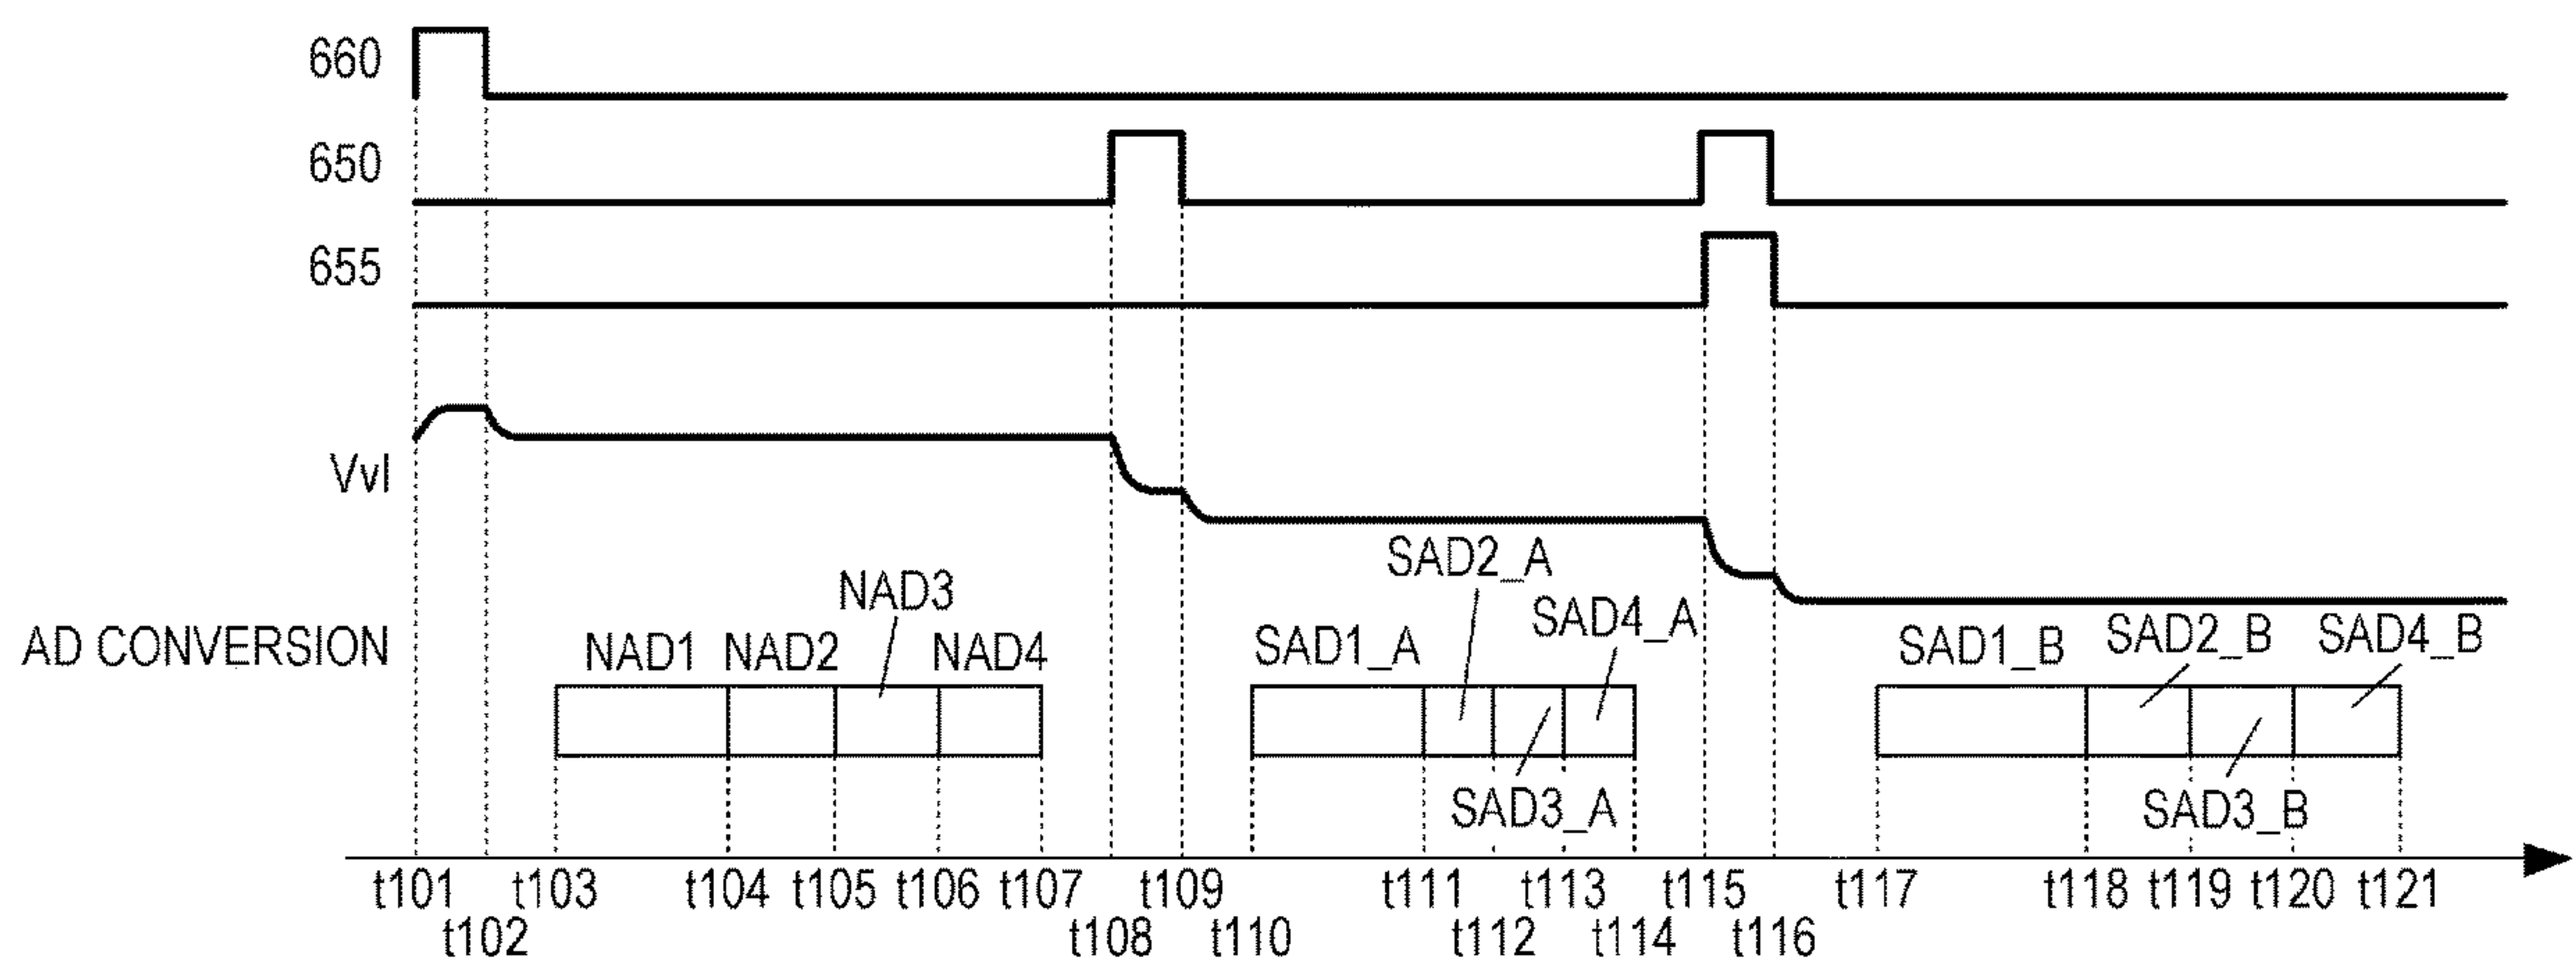 660
650
655
Vvl
SAD2_A
NAD3
SAD4_A
AD CONVERSION NAD1 NAD2 NAD4 SAD1_A SAD1_B SAD2_B SAD4_B
SAD3_A SAD3_B
t101 t103 t104 t105 t106 t107 t109 t111 t113 t115 t117 t118 t119 t120 t121
t102 t108 t110 t112 t114 t116